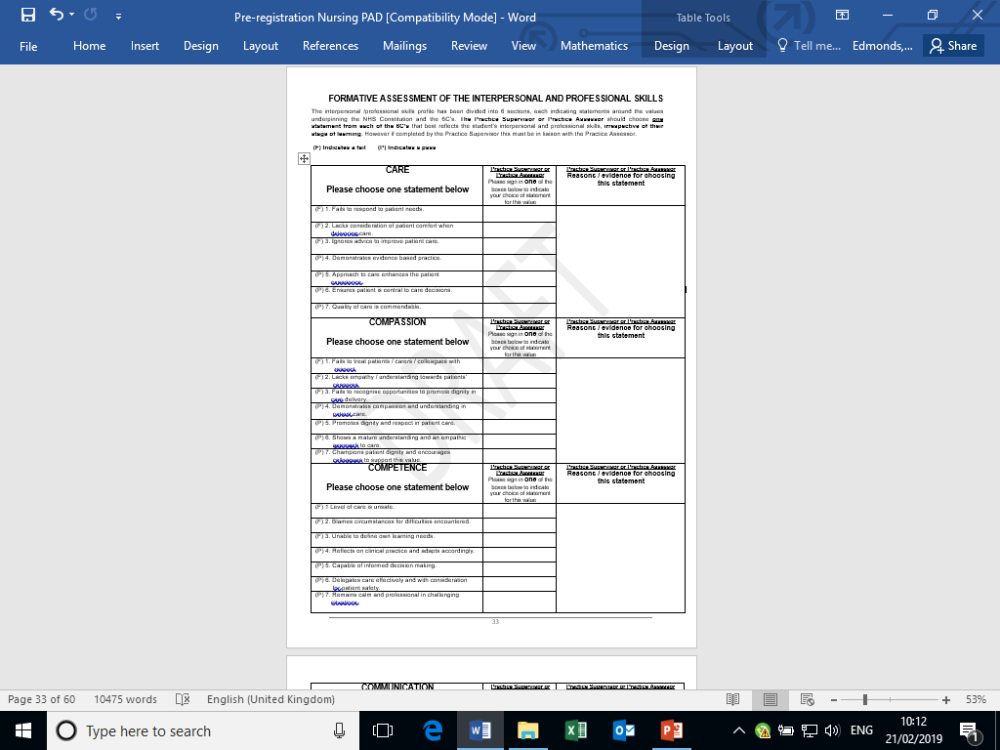 Pre-registration Nursing PAD [Compatibility Mode] - Word
Table Tools
File Home Insert Design Layout References Mailings Review View Mathematics Design Layout Tell me... Edmonds,... Share
FORMATIVE ASSESSMENT OF THE INTERPERSONAL AND PROFESSIONAL SKILLS
The interpersonal /professional skills profile has been divided into 6 sections, each indicating statements around the values
underpinning the NHS Constitution and the 6C's. The Practice Supervisor or Practice Assessor should choose one
statement from each of the 6C's that best reflects the student's interpersonal and professional skills, irrespective of their
stage of learning. However if completed by the Practice Supervisor this must be in liaison with the Practice Assessor.
(F) Indicates a fail (P) Indicates a pass
CARE
Please choose one statement below
Practice Supervisor or
Practice Assessor
Please sign in one of the
boxes below to indicate
your choice of statement
for this value
Practice Supervisor or Practice Assessor
Reasons / evidence for choosing
this statement
(F) 1. Fails to respond to patient needs.
(F) 2. Lacks consideration of patient comfort when
delivering care.
(F) 3. Ignores advice to improve patient care.
(P) 4. Demonstrates evidence based practice.
(P) 5. Approach to care enhances the patient
experience.
(P) 6. Ensures patient is central to care decisions.
(P) 7. Quality of care is commendable.
COMPASSION
Please choose one statement below
Practice Supervisor or
Practice Assessor
Please sign in one of the
boxes below to indicate
your choice of statement
for this value
Practice Supervisor or Practice Assessor
Reasons / evidence for choosing
this statement
(F) 1. Fails to treat patients / carers / colleagues with
respect.
(F) 2. Lacks empathy / understanding towards patients'
(F) 3. Fails to recognise opportunities to promote dignity in
care delivery.
(P) 4. Demonstrates compassion and understanding in
patient care.
(P) 5. Promotes dignity and respect in patient care.
(P) 6. Shows a mature understanding and an empathic
approach to care.
(P) 7. Champions patient dignity and encourages
colleagues to support this value.
COMPETENCE
Please choose one statement below
Practice Supervisor or
Practice Assessor
Please sign in one of the
boxes below to indicate
your choice of statement
for this value
Practice Supervisor or Practice Assessor
Reasons / evidence for choosing
this statement
(F) 1 Level of care is unsafe.
(F) 2. Blames circumstances for difficulties encountered.
(F) 3. Unable to define own learning needs.
(P) 4. Reflects on clinical practice and adapts accordingly.
(P) 5. Capable of informed decision making.
(P) 6. Delegates care effectively and with consideration
for patient safety.
(P) 7. Remains calm and professional in challenging
situations.
DRAFT
33
COMMUNICATION
Practice Supervisor or
Practice Supervisor or Practice Assessor
Page 33 of 60 10475 words English (United Kingdom) 53%
Type here to search
ENG
10:12
21/02/2019
1